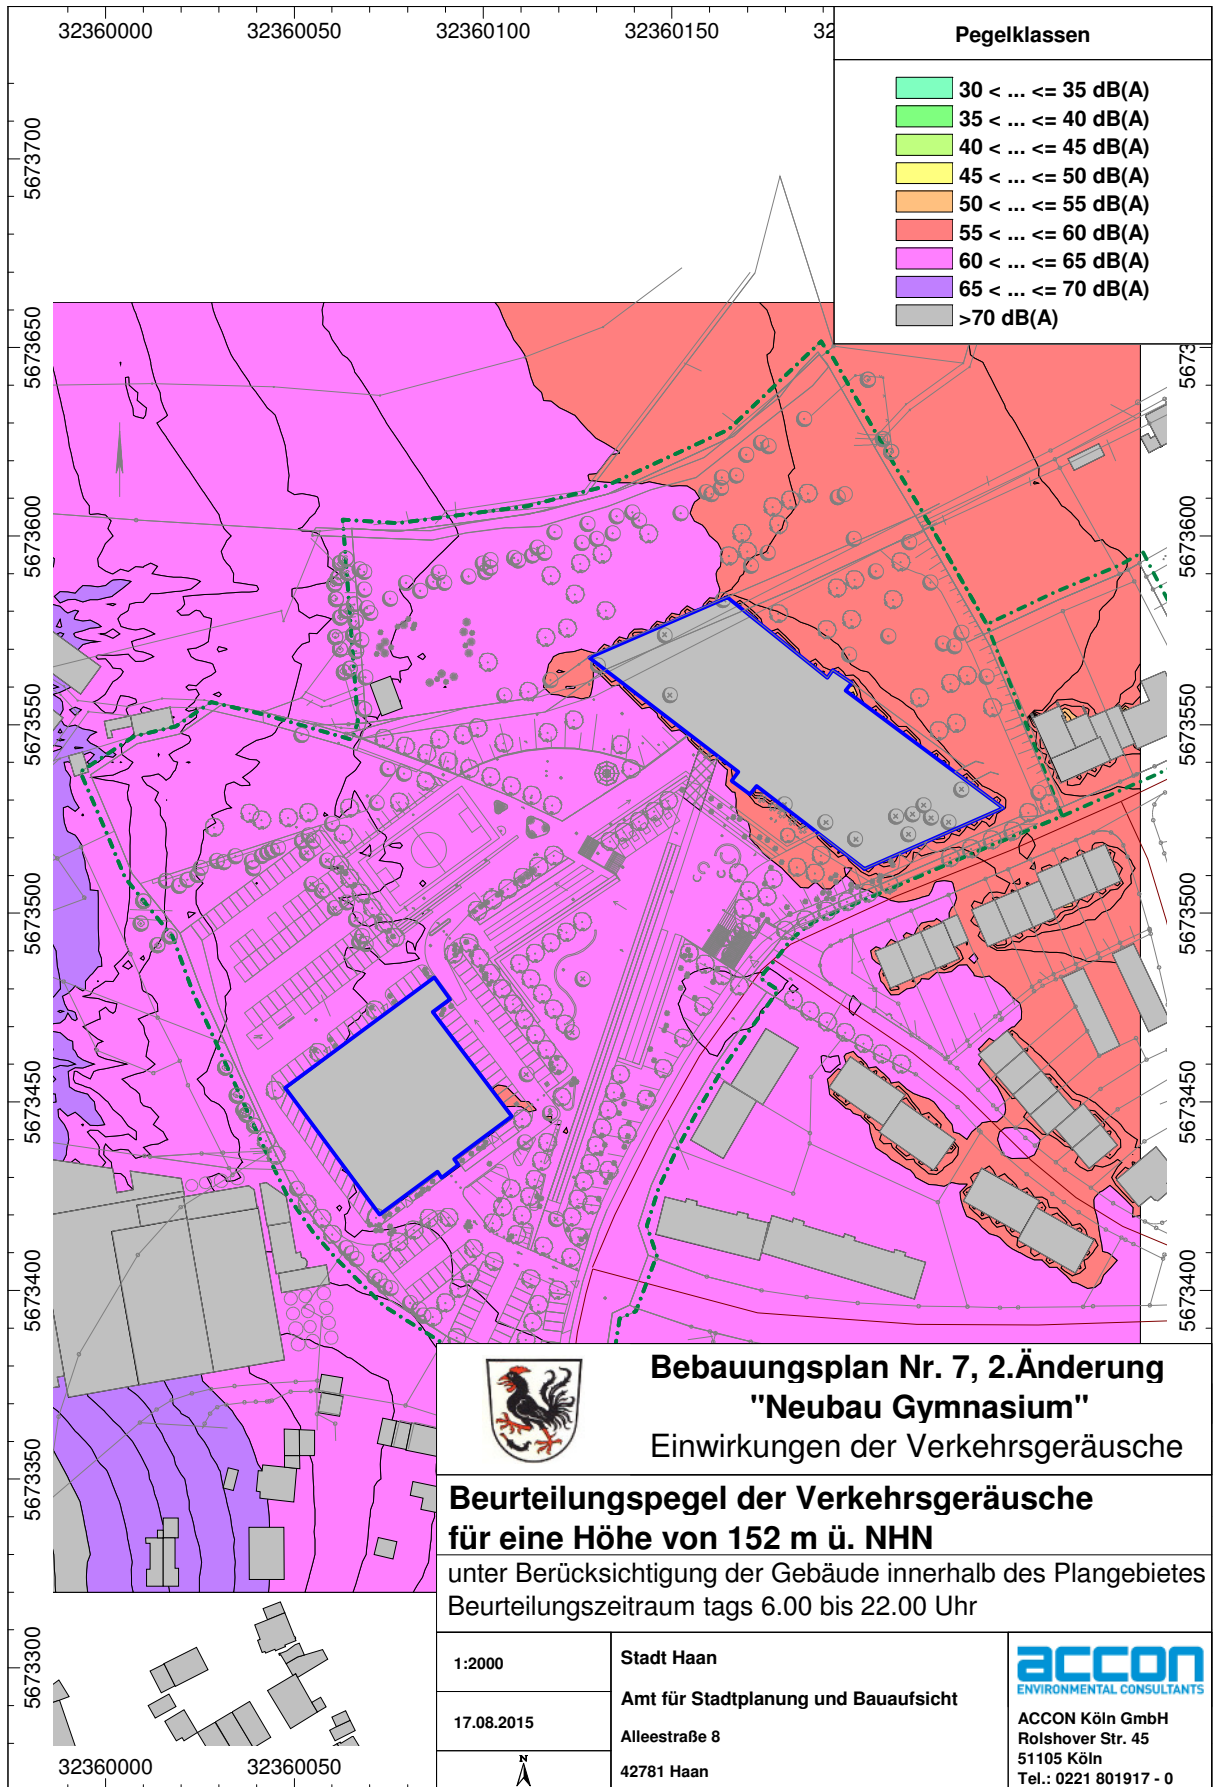 32360000 32360050 32360100 32360150 32
Pegelklassen
30 < ... <= 35 dB(A)
35 < ... <= 40 dB(A)
40 < ... <= 45 dB(A)
45 < ... <= 50 dB(A)
50 < ... <= 55 dB(A)
55 < ... <= 60 dB(A)
60 < ... <= 65 dB(A)
65 < ... <= 70 dB(A)
>70 dB(A)
5673700
5673650
5673600
5673550
5673500
5673450
5673400
5673350
5673300
5673
5673600
5673550
5673500
5673450
5673400
Bebauungsplan Nr. 7, 2.Änderung
"Neubau Gymnasium"
Einwirkungen der Verkehrsgeräusche
Beurteilungspegel der Verkehrsgeräusche
für eine Höhe von 152 m ü. NHN
unter Berücksichtigung der Gebäude innerhalb des Plangebietes
Beurteilungszeitraum tags 6.00 bis 22.00 Uhr
1:2000
17.08.2015
N
Stadt Haan
Amt für Stadtplanung und Bauaufsicht
Alleestraße 8
42781 Haan
accon
ENVIRONMENTAL CONSULTANTS
ACCON Köln GmbH
Rolshover Str. 45
51105 Köln
Tel.: 0221 801917 - 0
32360000 32360050